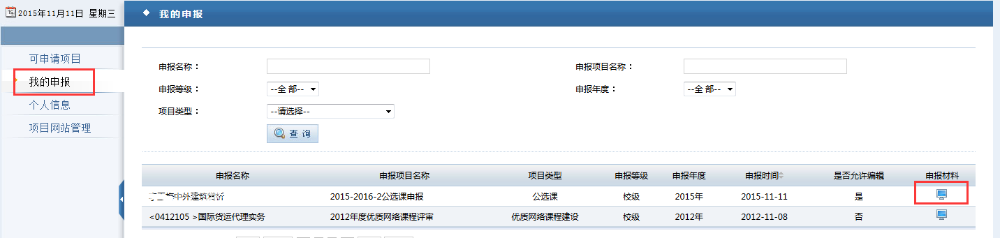 15 2015年11月11日 星期三
我的申报
可申请项目
我的申报
个人信息
项目网站管理
申报名称： 申报项目名称：
申报等级： --全 部-- 申报年度： --全 部--
项目类型： --请选择--
查 询
申报名称 申报项目名称 项目类型 申报等级 申报年度 申报时间 是否允许编辑 申报材料
中外建筑赏析 2015-2016-2公选课申报 公选课 校级 2015年 2015-11-11 是
<0412105 >国际货运代理实务 2012年度优质网络课程评审 优质网络课程建设 校级 2012年 2012-11-08 否